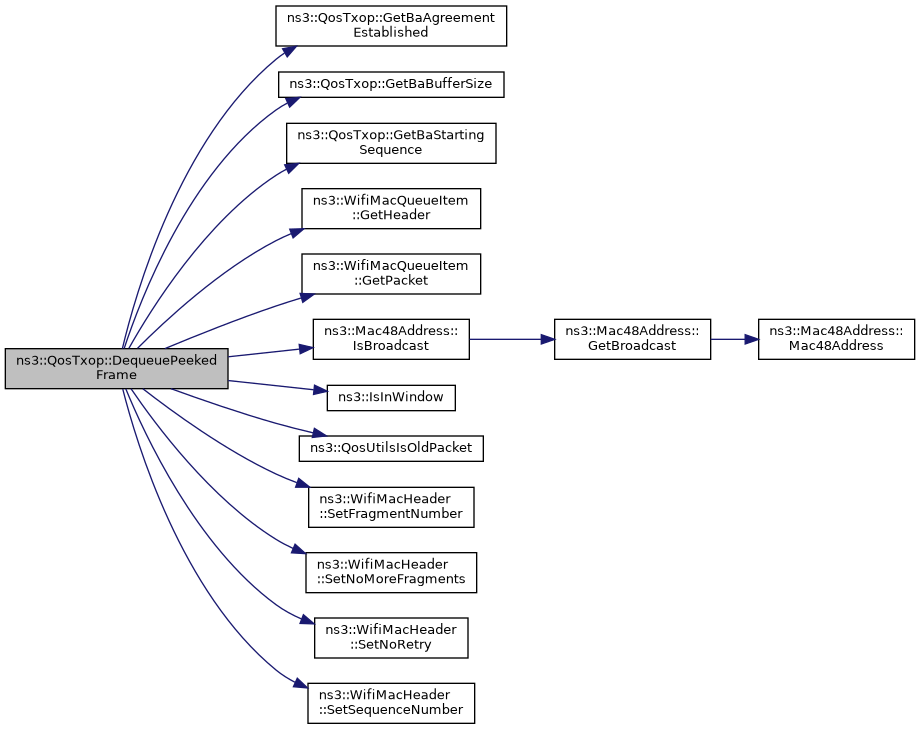 ns3::QosTxop::GetBaAgreement
Established
ns3::QosTxop::GetBaBufferSize
ns3::QosTxop::GetBaStarting
Sequence
ns3::WifiMacQueueItem
::GetHeader
ns3::WifiMacQueueItem
::GetPacket
ns3::QosTxop::DequeuePeeked
Frame
ns3::Mac48Address::
IsBroadcast
ns3::Mac48Address::
GetBroadcast
ns3::Mac48Address::
Mac48Address
ns3::IsInWindow
ns3::QosUtilsIsOldPacket
ns3::WifiMacHeader
::SetFragmentNumber
ns3::WifiMacHeader
::SetNoMoreFragments
ns3::WifiMacHeader
::SetNoRetry
ns3::WifiMacHeader
::SetSequenceNumber